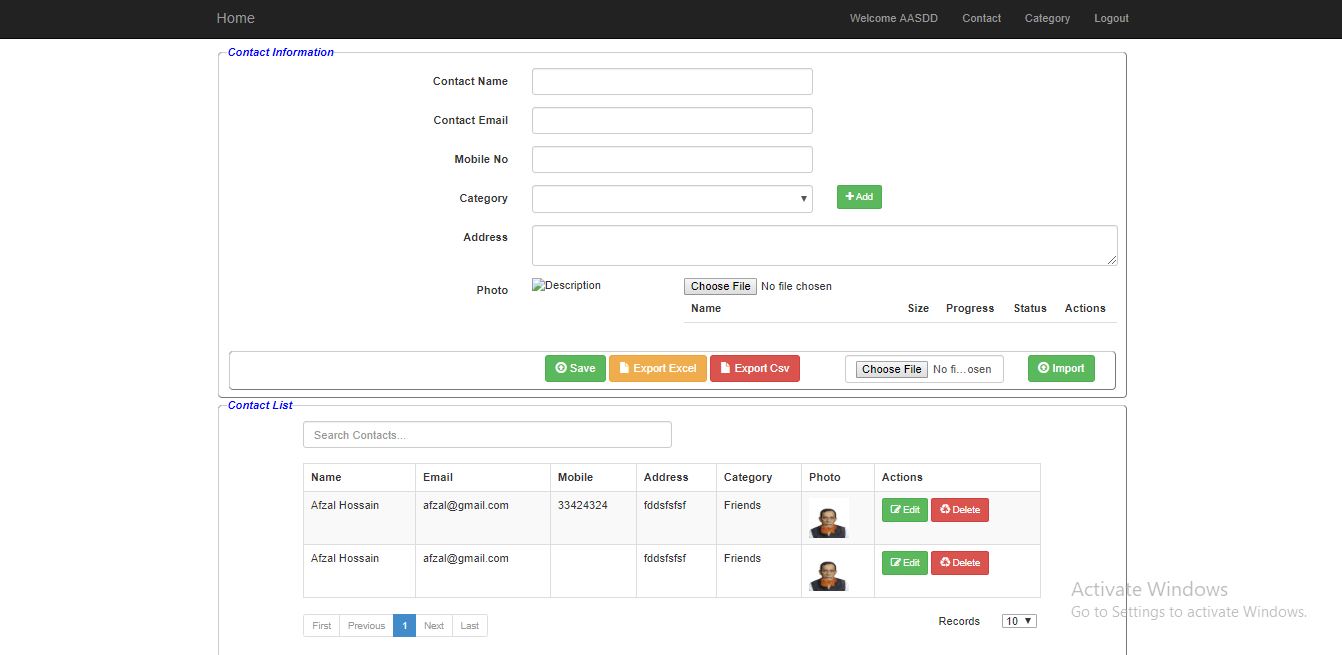 Home Welcome AASDD Contact Category Logout
Contact Information
Contact Name
Contact Email
Mobile No
Category Add
Address
Photo Description Choose File No file chosen
Name Size Progress Status Actions
Save Export Excel Export Csv Choose File No fi...osen Import
Contact List
Search Contacts...
Name Email Mobile Address Category Photo Actions
Afzal Hossain afzal@gmail.com 33424324 fddsfsfsf Friends Edit Delete
Afzal Hossain afzal@gmail.com fddsfsfsf Friends Edit Delete
First Previous 1 Next Last Records 10
Activate Windows
Go to Settings to activate Windows.